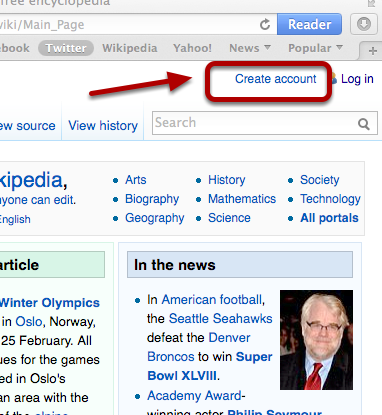 free encyclopedia
viki/Main_Page
Reader
ebook Twitter Wikipedia Yahoo! News Popular
Create account Log in
ew source View history Search
kipedia,
nyone can edit.
English
Arts
Biography
Geography
History
Mathematics
Science
Society
Technology
All portals
article
Winter Olympics
in Oslo, Norway,
25 February. All
ues for the games
ed in Oslo's
an area with the
of the alpine
In the news
In American football,
the Seattle Seahawks
defeat the Denver
Broncos to win Super
Bowl XLVIII.
Academy Award-
winning actor Philip Seymour